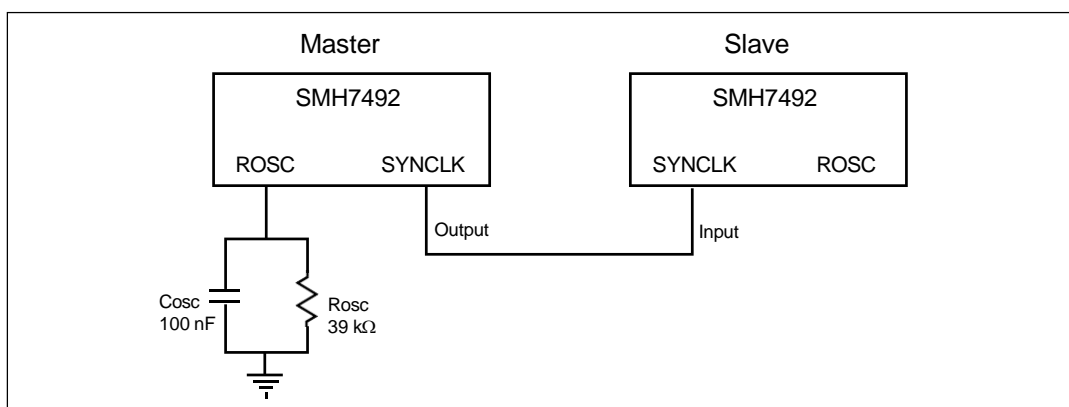 Master
Slave
SMH7492
SMH7492
ROSC
SYNCLK
SYNCLK
ROSC
Output
Input
Cosc
100 nF
Rosc
39 kΩ